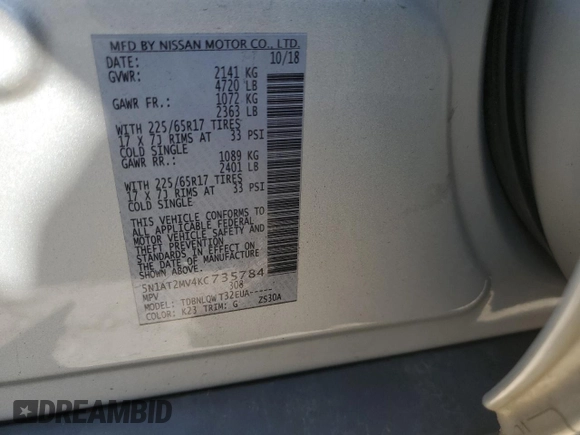 MFD BY NISSAN MOTOR CO., LTD.
DATE: 10/18
GVWR: 2141 KG
4720 LB
GAWR FR.: 1072 KG
2363 LB
WITH 225/65R17 TIRES
17 X 7J RIMS AT 33 PSI
COLD SINGLE
GAWR RR.: 1089 KG
2401 LB
WITH 225/65R17 TIRES
17 X 7J RIMS AT 33 PSI
COLD SINGLE
THIS VEHICLE CONFORMS TO
ALL APPLICABLE FEDERAL
MOTOR VEHICLE SAFETY AND
THEFT PREVENTION
STANDARDS IN EFFECT ON
THE DATE OF MANUFACTURE
SHOWN ABOVE.
5N1AT2MV4KC735784
MPV 308
MODEL: TDBNLQWT32EUA-----
COLOR: K23 TRIM: G ZS30A
DREAMBID